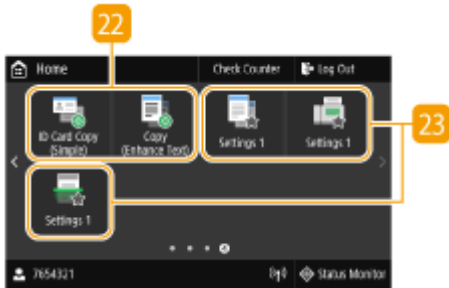 22
Home
Check Counter
Log Out
ID Card Copy
(Simple)
Copy
(Enhance Text)
Settings 1
Settings 1
23
Settings 1
7654321
Status Monitor